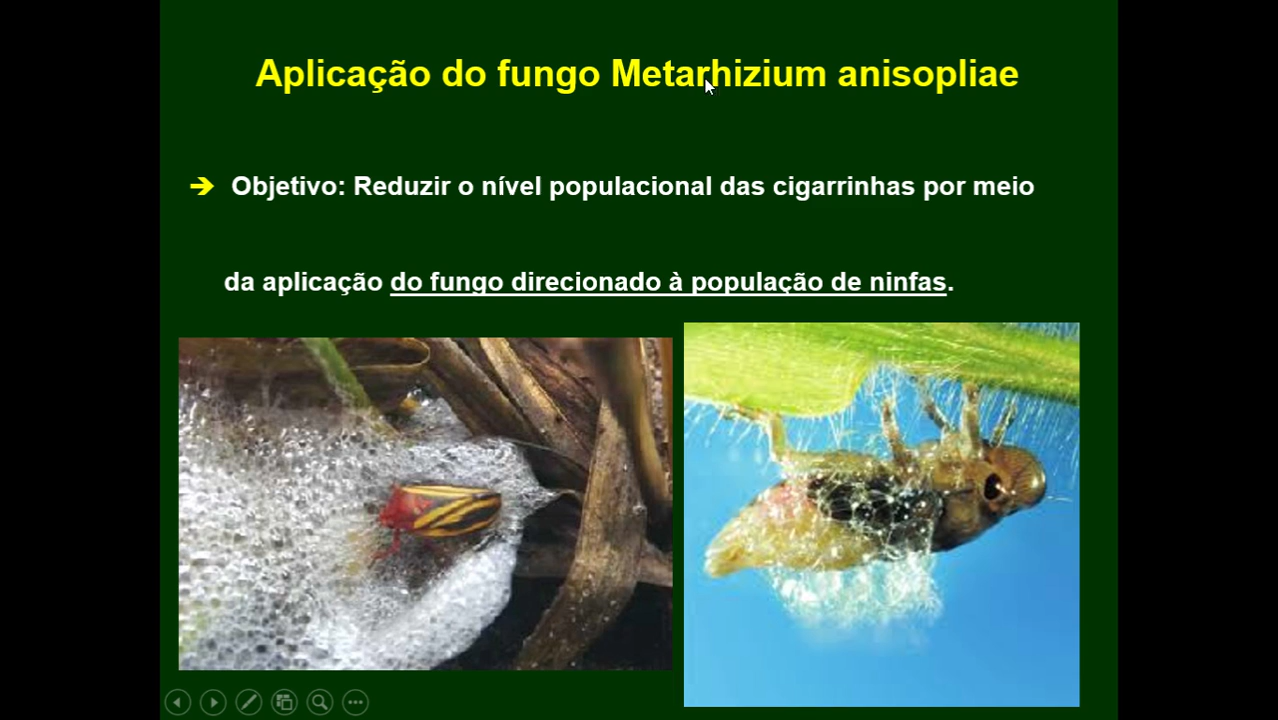 Aplicação do fungo Metarhizium anisopliae
➔ Objetivo: Reduzir o nível populacional das cigarrinhas por meio
da aplicação do fungo direcionado à população de ninfas.